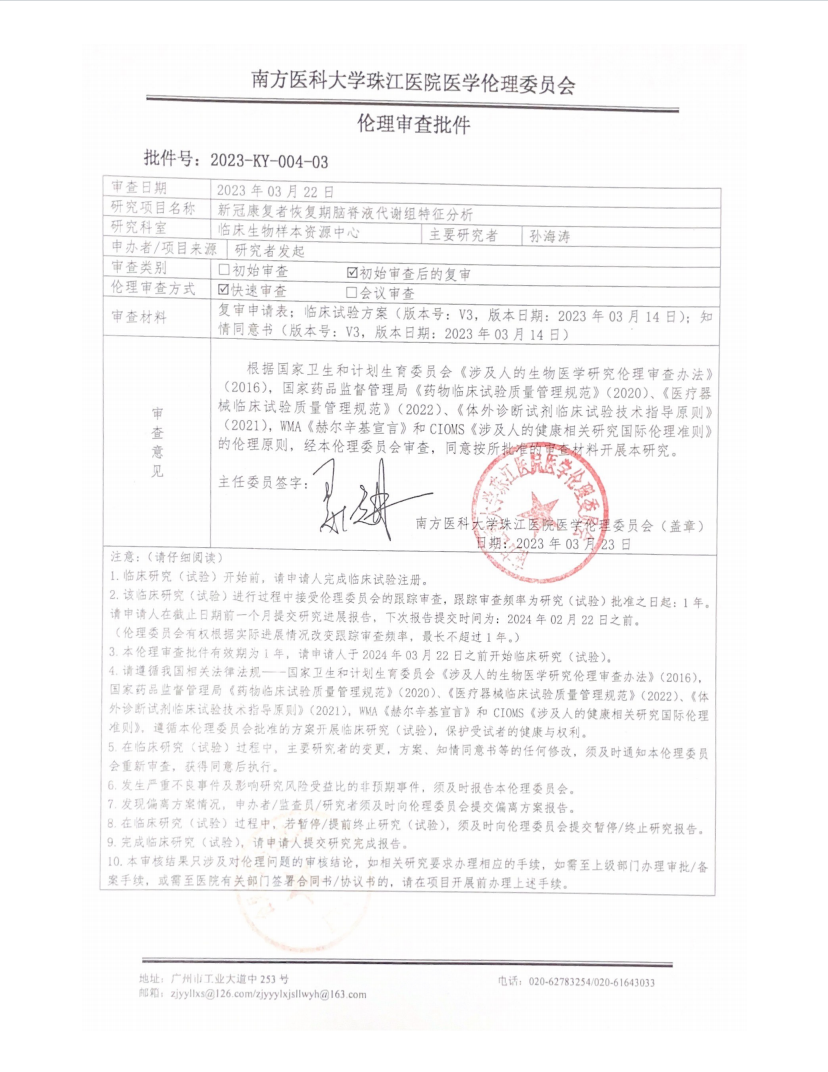 南方医科大学珠江医院医学伦理委员会
伦理审查批件
批件号：2023-KY-004-03
审查日期 2023 年 03 月 22 日
研究项目名称 新冠康复者恢复期脑脊液代谢组特征分析
研究科室 临床生物样本资源中心 主要研究者 孙海涛
申办者/项目来源 研究者发起
审查类别 □初始审查 ☑初始审查后的复审
伦理审查方式 ☑快速审查 □会议审查
审查材料 复审申请表；临床试验方案（版本号：V3，版本日期：2023 年 03 月 14 日）；知
情同意书（版本号：V3，版本日期：2023 年 03 月 14 日）
审查意见
根据国家卫生和计划生育委员会《涉及人的生物医学研究伦理审查办法》
（2016），国家药品监督管理局《药物临床试验质量管理规范》（2020）、《医疗器
械临床试验质量管理规范》（2022）、《体外诊断试剂临床试验技术指导原则》
（2021），WMA《赫尔辛基宣言》和 CIOMS《涉及人的健康相关研究国际伦理准则》
的伦理原则，经本伦理委员会审查，同意按所批准的审查材料开展本研究。
主任委员签字：
南方医科大学珠江医院医学伦理委员会（盖章）
日期：2023 年 03 月 23 日
注意：（请仔细阅读）
1. 临床研究（试验）开始前，请申请人完成临床试验注册。
2. 该临床研究（试验）进行过程中接受伦理委员会的跟踪审查，跟踪审查频率为研究（试验）批准之日起：1 年。
请申请人在截止日期前一个月提交研究进展报告，下次报告提交时间为：2024 年 02 月 22 日之前。
（伦理委员会有权根据实际进展情况改变跟踪审查频率，最长不超过 1 年。）
3. 本伦理审查批件有效期为 1 年，请申请人于 2024 年 03 月 22 日之前开始临床研究（试验）。
4. 请遵循我国相关法律法规——国家卫生和计划生育委员会《涉及人的生物医学研究伦理审查办法》（2016），
国家药品监督管理局《药物临床试验质量管理规范》（2020）、《医疗器械临床试验质量管理规范》（2022）、《体
外诊断试剂临床试验技术指导原则》（2021），WMA《赫尔辛基宣言》和 CIOMS《涉及人的健康相关研究国际伦理
准则》。遵循本伦理委员会批准的方案开展临床研究（试验），保护受试者的健康与权利。
5. 在临床研究（试验）过程中，主要研究者的变更，方案、知情同意书等的任何修改，须及时通知本伦理委员
会重新审查，获得同意后执行。
6. 发生严重不良事件及影响研究风险受益比的非预期事件，须及时报告本伦理委员会。
7. 发现偏离方案情况，申办者/监查员/研究者须及时向伦理委员会提交偏离方案报告。
8. 在临床研究（试验）过程中，若暂停/提前终止研究（试验），须及时向伦理委员会提交暂停/终止研究报告。
9. 完成临床研究（试验），请申请人提交研究完成报告。
10. 本审核结果只涉及对伦理问题的审核结论，如相关研究要求办理相应的手续，如需至上级部门办理审批/备
案手续，或需至医院有关部门签署合同书/协议书的，请在项目开展前办理上述手续。
地址：广州市工业大道中 253 号 电话：020-62783254/020-61643033
邮箱：zjyyllxs@126.com/zjyyylxjsllwyh@163.com